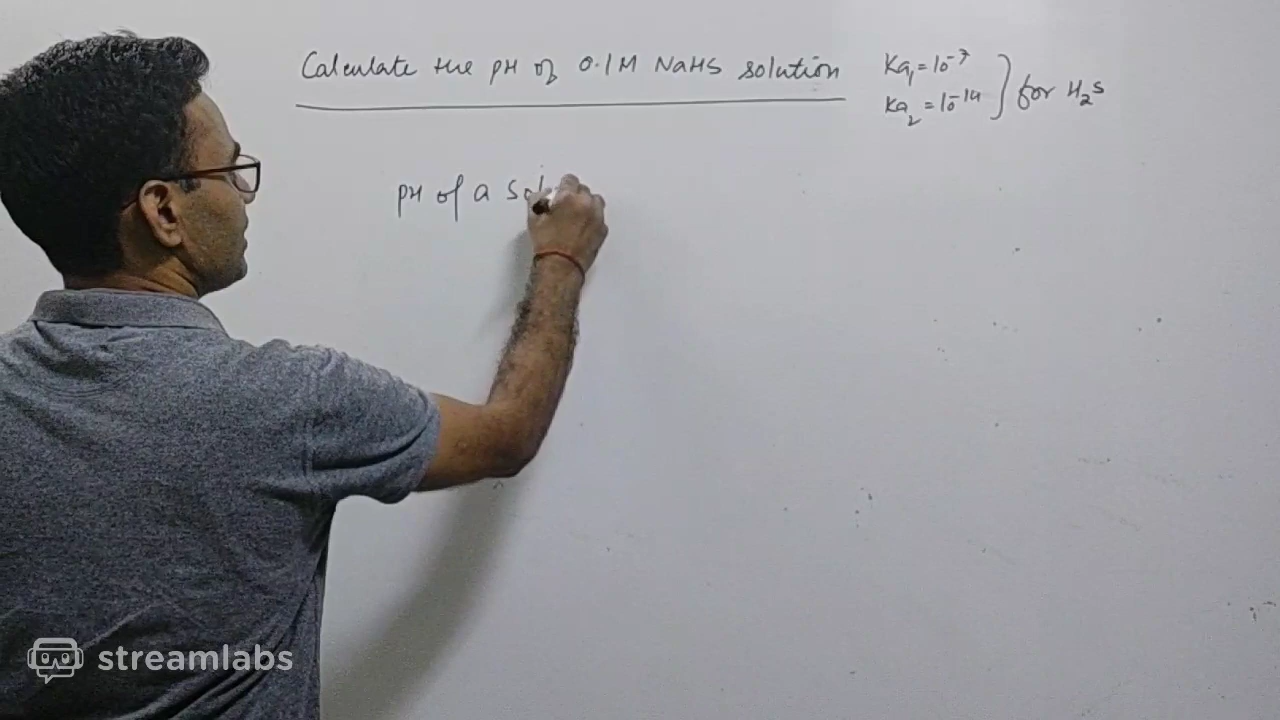 Calculate the pH of 0.1M NaHS solution
Ka₁ = 10⁻⁷
Ka₂ = 10⁻¹⁴
for H₂S
pH of a Sol
streamlabs